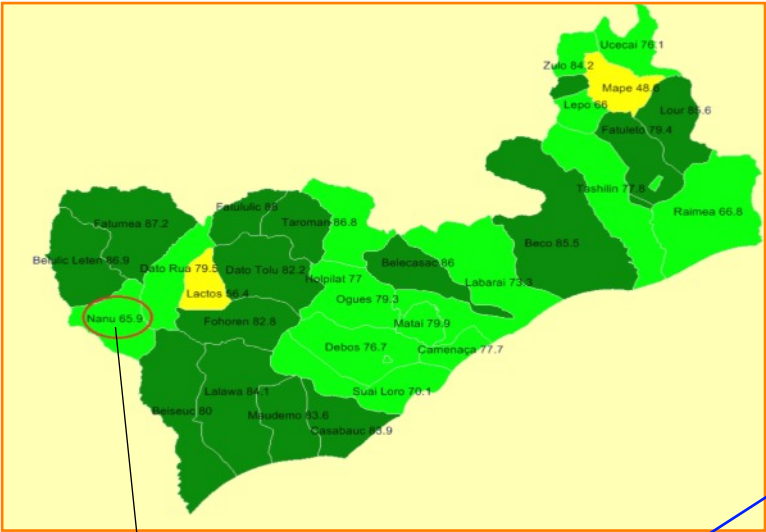 Ucecai 76.1
Zulo 84.2
Mape 48.6
Lepo 66
Lour 85.6
Fatuleto 79.4
Tashilin 77.8
Raimea 66.8
Beco 85.5
Fatululic 88
Taroman 86.8
Fatumea 87.2
Belulic Leten 86.9
Dato Rua 79.5
Dato Tolu 82.2
Belecasac 86
Holpilat 77
Labarai 73.3
Lactos 56.4
Ogues 79.3
Nanu 65.9
Fohoren 82.8
Matai 79.9
Debos 76.7
Camenaça 77.7
Lalawa 84.1
Suai Loro 70.1
Beiseuc 80
Maudemo 83.6
Casabauc 83.9